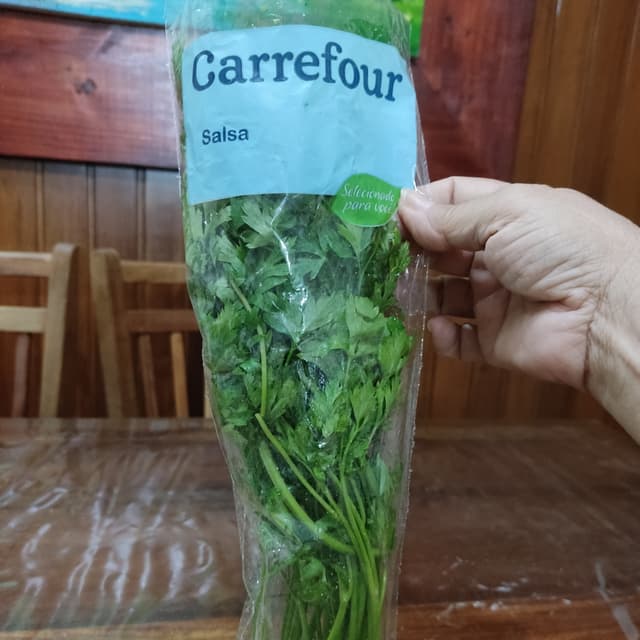 Carrefour
Salsa
Selecionado
para você